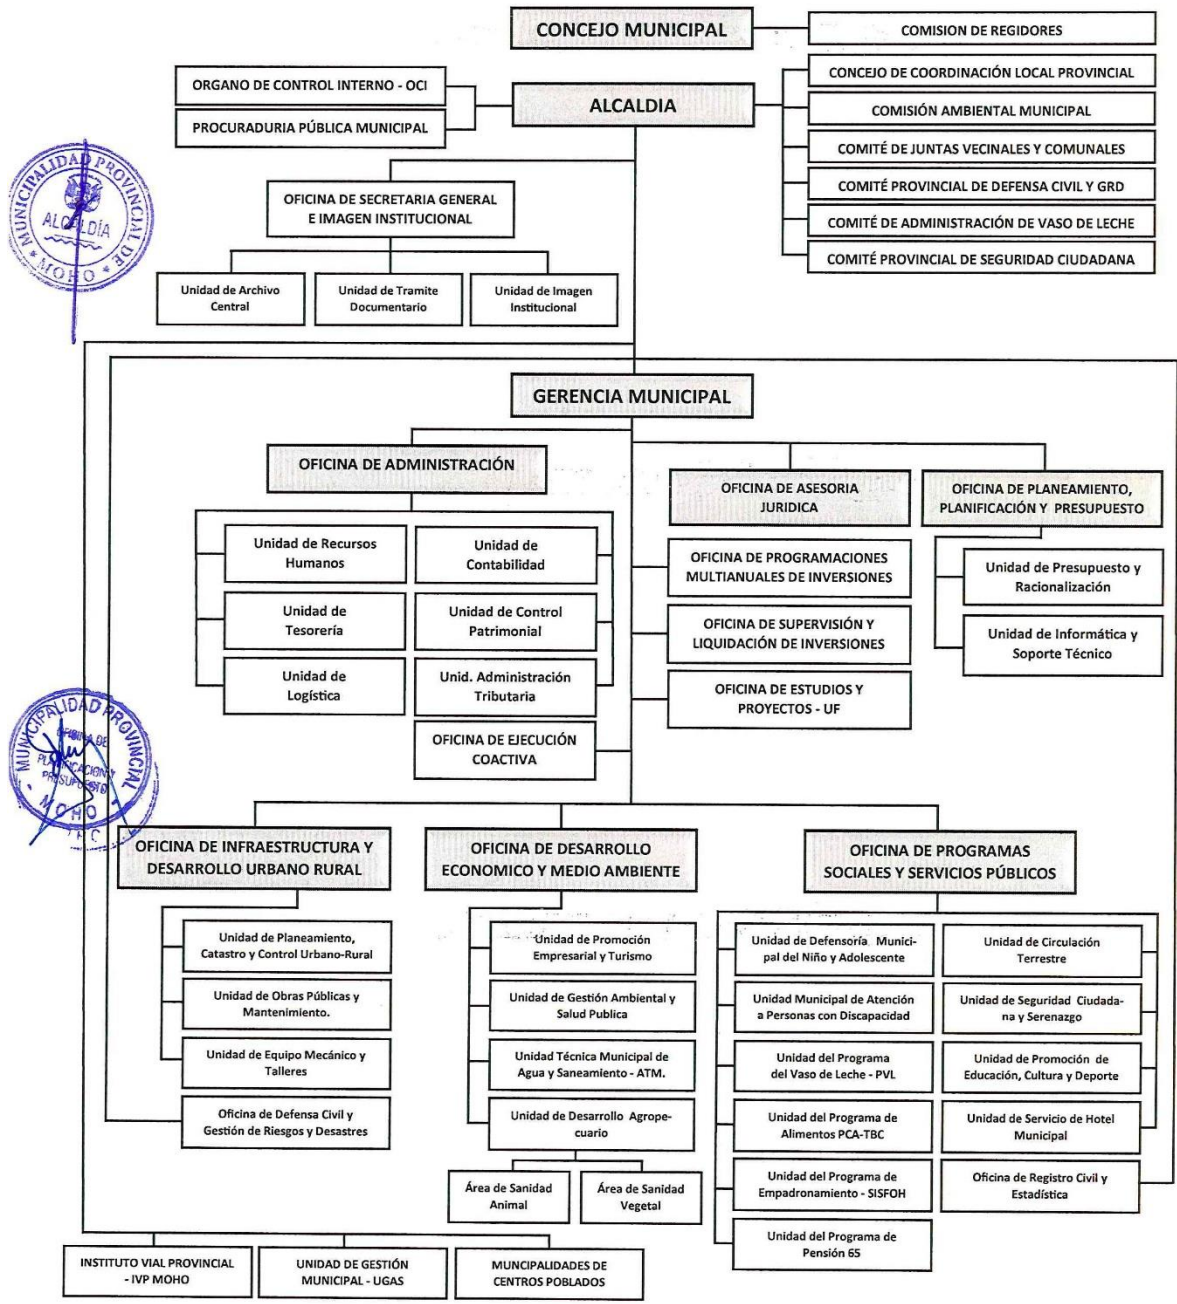 CONCEJO MUNICIPAL
COMISION DE REGIDORES
ORGANO DE CONTROL INTERNO - OCI
PROCURADURIA PÚBLICA MUNICIPAL
ALCALDIA
CONCEJO DE COORDINACIÓN LOCAL PROVINCIAL
COMISIÓN AMBIENTAL MUNICIPAL
COMITÉ DE JUNTAS VECINALES Y COMUNALES
COMITÉ PROVINCIAL DE DEFENSA CIVIL Y GRD
COMITÉ DE ADMINISTRACIÓN DE VASO DE LECHE
COMITÉ PROVINCIAL DE SEGURIDAD CIUDADANA
MUNICIPALIDAD PROVINCIAL DE
ALCALDÍA
MOHO
OFICINA DE SECRETARIA GENERAL
E IMAGEN INSTITUCIONAL
Unidad de Archivo
Central
Unidad de Tramite
Documentario
Unidad de Imagen
Institucional
GERENCIA MUNICIPAL
OFICINA DE ADMINISTRACIÓN
OFICINA DE ASESORIA
JURIDICA
OFICINA DE PLANEAMIENTO,
PLANIFICACIÓN Y PRESUPUESTO
Unidad de Recursos
Humanos
Unidad de
Contabilidad
Unidad de
Tesorería
Unidad de Control
Patrimonial
Unidad de
Logística
Unid. Administración
Tributaria
OFICINA DE EJECUCIÓN
COACTIVA
OFICINA DE PROGRAMACIONES
MULTIANUALES DE INVERSIONES
OFICINA DE SUPERVISIÓN Y
LIQUIDACIÓN DE INVERSIONES
OFICINA DE ESTUDIOS Y
PROYECTOS - UF
Unidad de Presupuesto y
Racionalización
Unidad de Informática y
Soporte Técnico
MUNICIPALIDAD PROVINCIAL
OFICINA DE
PLANIFICACION Y
PRESUPUESTO
MOHO
OFICINA DE INFRAESTRUCTURA Y
DESARROLLO URBANO RURAL
OFICINA DE DESARROLLO
ECONOMICO Y MEDIO AMBIENTE
OFICINA DE PROGRAMAS
SOCIALES Y SERVICIOS PÚBLICOS
Unidad de Planeamiento,
Catastro y Control Urbano-Rural
Unidad de Obras Públicas y
Mantenimiento.
Unidad de Equipo Mecánico y
Talleres
Oficina de Defensa Civil y
Gestión de Riesgos y Desastres
Unidad de Promoción
Empresarial y Turismo
Unidad de Gestión Ambiental y
Salud Publica
Unidad Técnica Municipal de
Agua y Saneamiento - ATM.
Unidad de Desarrollo Agrope-
cuario
Área de Sanidad
Animal
Área de Sanidad
Vegetal
Unidad de Defensoría Munici-
pal del Niño y Adolescente
Unidad Municipal de Atención
a Personas con Discapacidad
Unidad del Programa
del Vaso de Leche - PVL
Unidad del Programa de
Alimentos PCA-TBC
Unidad del Programa de
Empadronamiento - SISFOH
Unidad del Programa de
Pensión 65
Unidad de Circulación
Terrestre
Unidad de Seguridad Ciudada-
na y Serenazgo
Unidad de Promoción de
Educación, Cultura y Deporte
Unidad de Servicio de Hotel
Municipal
Oficina de Registro Civil y
Estadística
INSTITUTO VIAL PROVINCIAL
- IVP MOHO
UNIDAD DE GESTIÓN
MUNICIPAL - UGAS
MUNCIPALIDADES DE
CENTROS POBLADOS